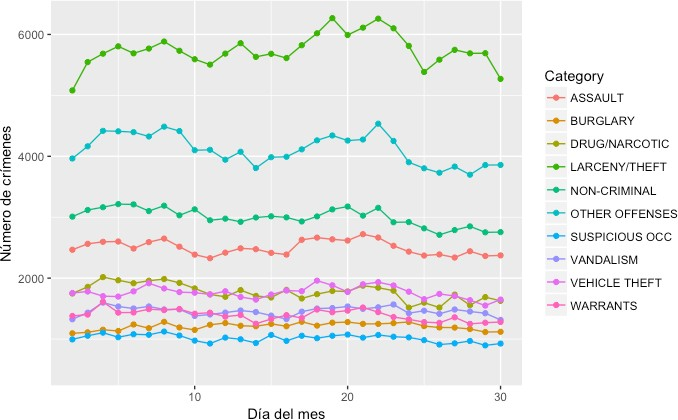 Número de crímenes
6000
4000
2000
10
20
30
Día del mes
Category
ASSAULT
BURGLARY
DRUG/NARCOTIC
LARCENY/THEFT
NON-CRIMINAL
OTHER OFFENSES
SUSPICIOUS OCC
VANDALISM
VEHICLE THEFT
WARRANTS